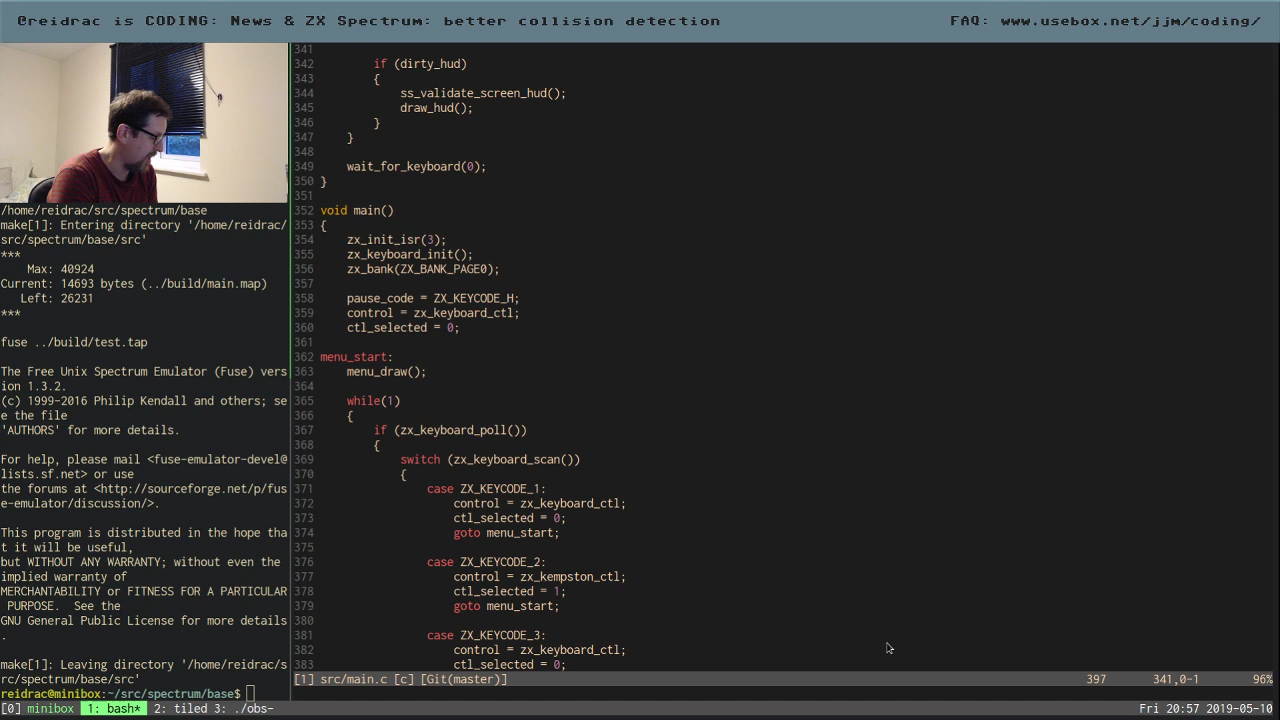 @reidrac is CODING: News & ZX Spectrum: better collision detection
FAQ: www.usebox.net/jjm/coding/
/home/reidrac/src/spectrum/base
make[1]: Entering directory '/home/reidrac/
src/spectrum/base/src'
***
    Max: 40924
Current: 14693 bytes (../build/main.map)
   Left: 26231
***
fuse ../build/test.tap
The Free Unix Spectrum Emulator (Fuse) vers
ion 1.3.2.
(c) 1999-2016 Philip Kendall and others; se
e the file
'AUTHORS' for more details.
For help, please mail <fuse-emulator-devel@
lists.sf.net> or use
the forums at <http://sourceforge.net/p/fus
e-emulator/discussion/>.
This program is distributed in the hope tha
t it will be useful,
but WITHOUT ANY WARRANTY; without even the
implied warranty of
MERCHANTABILITY or FITNESS FOR A PARTICULAR
 PURPOSE.  See the
GNU General Public License for more details
.
make[1]: Leaving directory '/home/reidrac/s
rc/spectrum/base/src'
reidrac@minibox:~/src/spectrum/base$
341
342         if (dirty_hud)
343         {
344             ss_validate_screen_hud();
345             draw_hud();
346         }
347     }
348
349     wait_for_keyboard(0);
350 }
351
352 void main()
353 {
354     zx_init_isr(3);
355     zx_keyboard_init();
356     zx_bank(ZX_BANK_PAGE0);
357
358     pause_code = ZX_KEYCODE_H;
359     control = zx_keyboard_ctl;
360     ctl_selected = 0;
361
362 menu_start:
363     menu_draw();
364
365     while(1)
366     {
367         if (zx_keyboard_poll())
368         {
369             switch (zx_keyboard_scan())
370             {
371                 case ZX_KEYCODE_1:
372                     control = zx_keyboard_ctl;
373                     ctl_selected = 0;
374                     goto menu_start;
375
376                 case ZX_KEYCODE_2:
377                     control = zx_kempston_ctl;
378                     ctl_selected = 1;
379                     goto menu_start;
380
381                 case ZX_KEYCODE_3:
382                     control = zx_keyboard_ctl;
383                     ctl_selected = 0;
[1] src/main.c [c] [Git(master)] 397 341,0-1 96%
[0] minibox 1: bash* 2: tiled 3: ./obs- Fri 20:57 2019-05-10